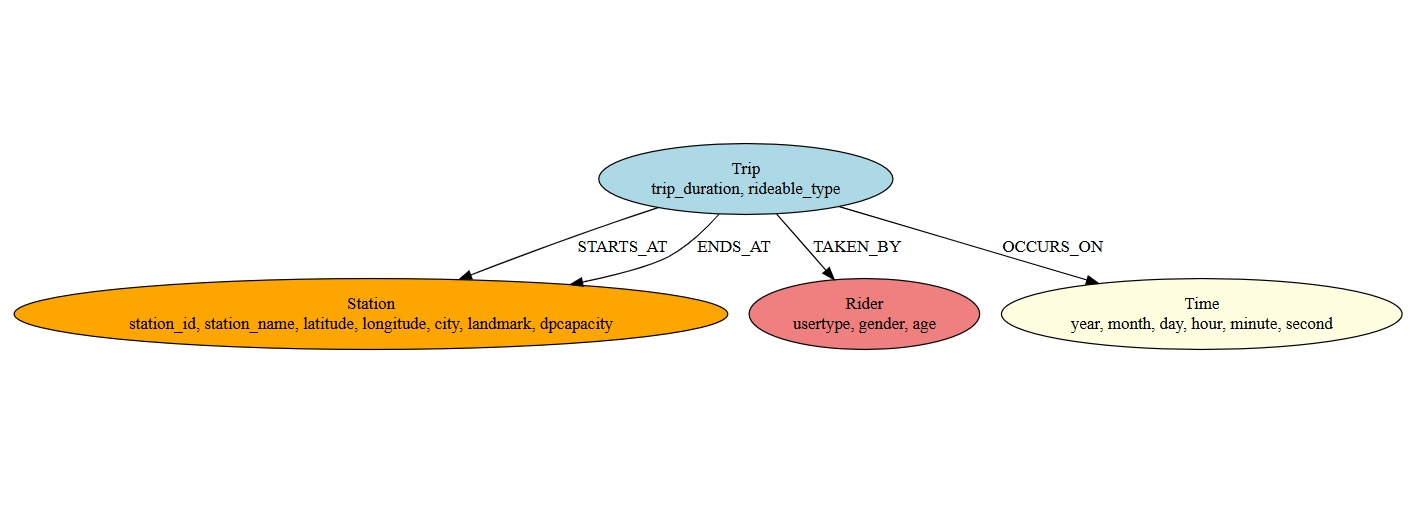 Trip
trip_duration, rideable_type
STARTS_AT
ENDS_AT
TAKEN_BY
OCCURS_ON
Station
station_id, station_name, latitude, longitude, city, landmark, dpcapacity
Rider
usertype, gender, age
Time
year, month, day, hour, minute, second